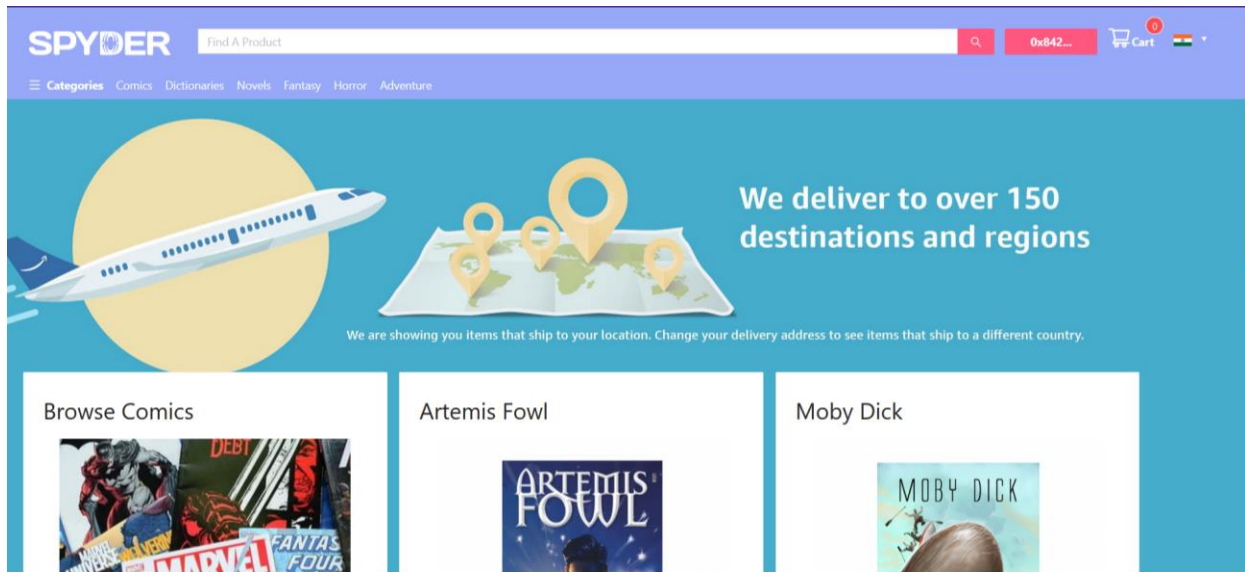 SPYDER
Find A Product
0x842...
0
Cart
☰ Categories Comics Dictionaries Novels Fantasy Horror Adventure
We deliver to over 150
destinations and regions
We are showing you items that ship to your location. Change your delivery address to see items that ship to a different country.
Browse Comics
Artemis Fowl
Moby Dick
DEBT
MARVEL
FANTAS
FOUR
ARTEMIS
FOWL
MOBY DICK